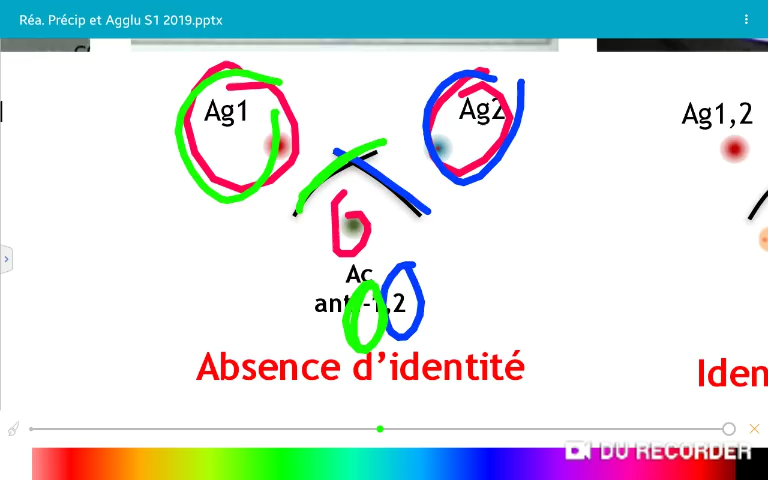 Réa. Précip et Agglu S1 2019.pptx
Ag1
Ag2
Ag1,2
Ac
anti-1,2
Absence d'identité
Iden
DU RECORDER